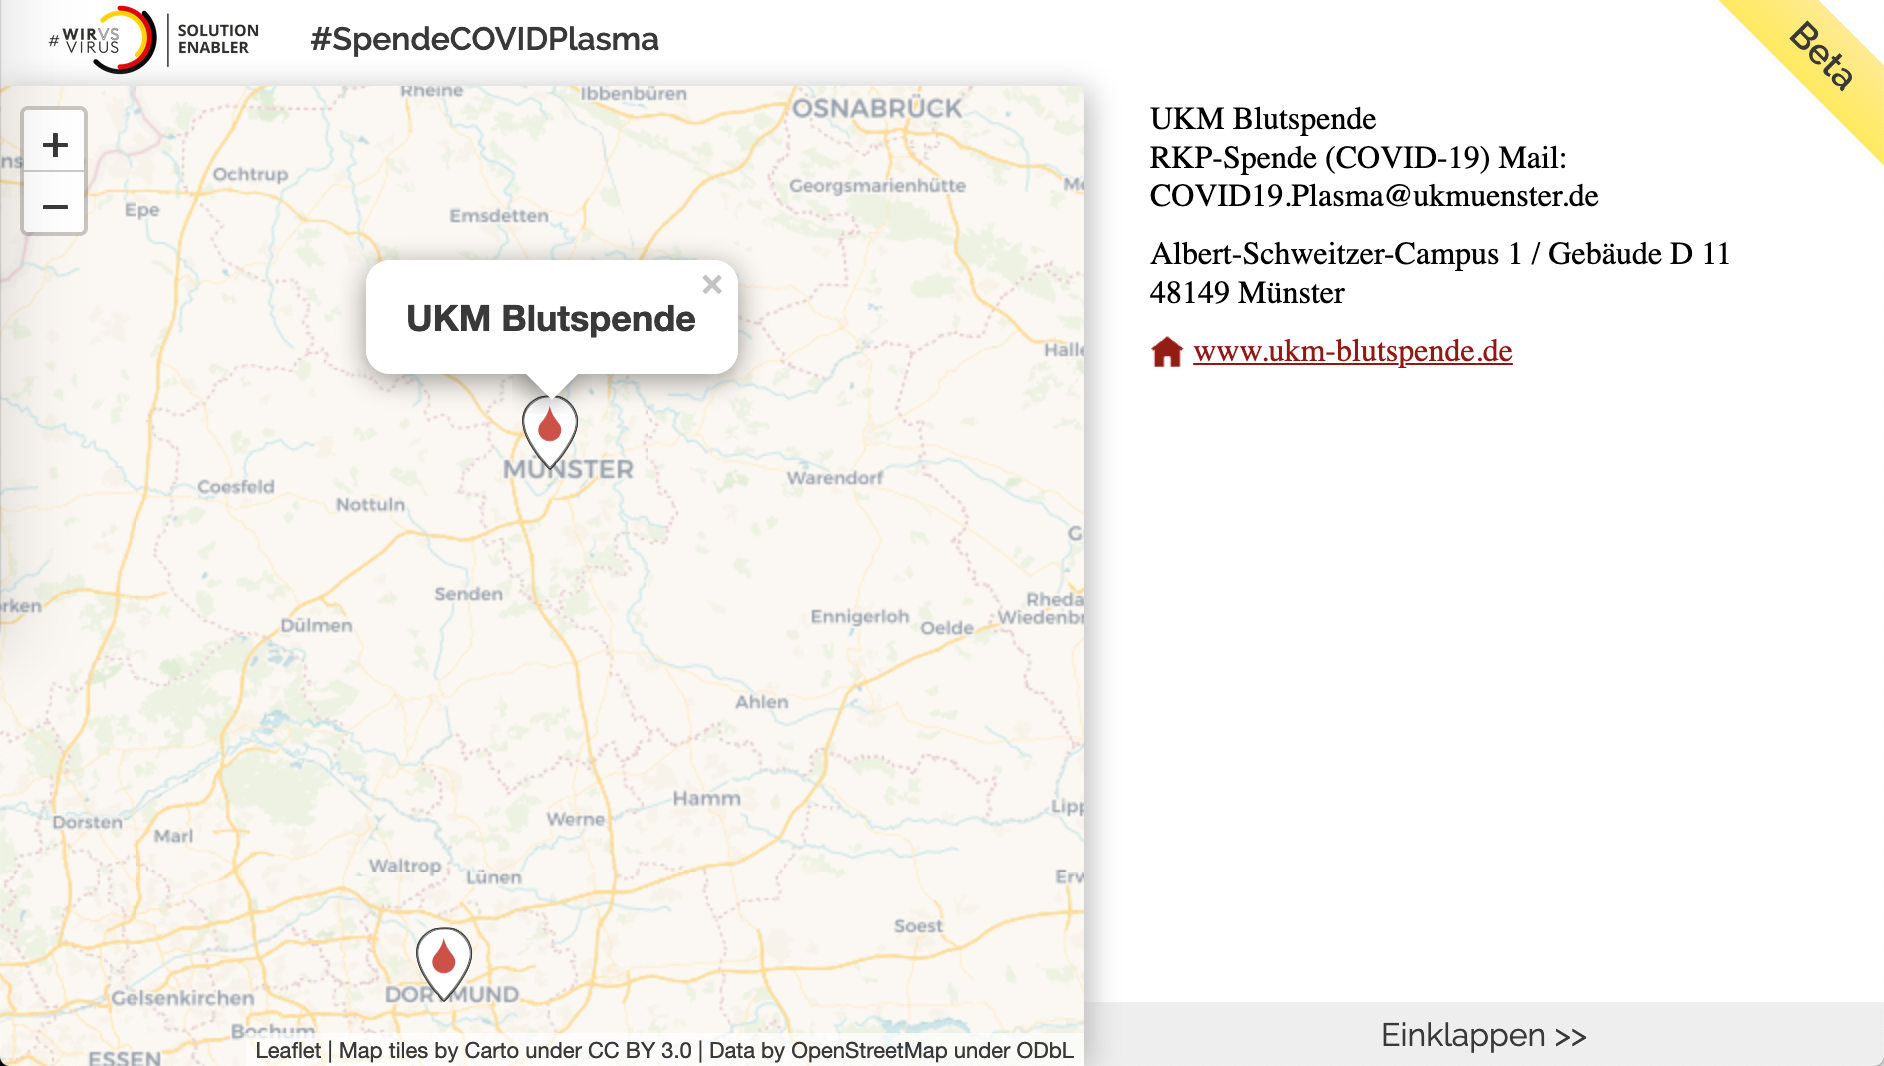 #WIRVSVIRUS
SOLUTION
ENABLER
#SpendeCOVIDPlasma
Beta
+
−
Rheine
Ibbenbüren
OSNABRÜCK
Ochtrup
Georgsmarienhütte
Epe
Emsdetten
UKM Blutspende
×
MÜNSTER
Warendorf
Coesfeld
Nottuln
Senden
Rheda
Wiedenb
Ennigerloh
Oelde
Dülmen
Ahlen
Hamm
Werne
Dorsten
Marl
Waltrop
Lünen
Soest
DORTMUND
Gelsenkirchen
Bochum
ESSEN
Leaflet | Map tiles by Carto under CC BY 3.0 | Data by OpenStreetMap under ODbL
UKM Blutspende
RKP-Spende (COVID-19) Mail:
COVID19.Plasma@ukmuenster.de
Albert-Schweitzer-Campus 1 / Gebäude D 11
48149 Münster
www.ukm-blutspende.de
Einklappen >>